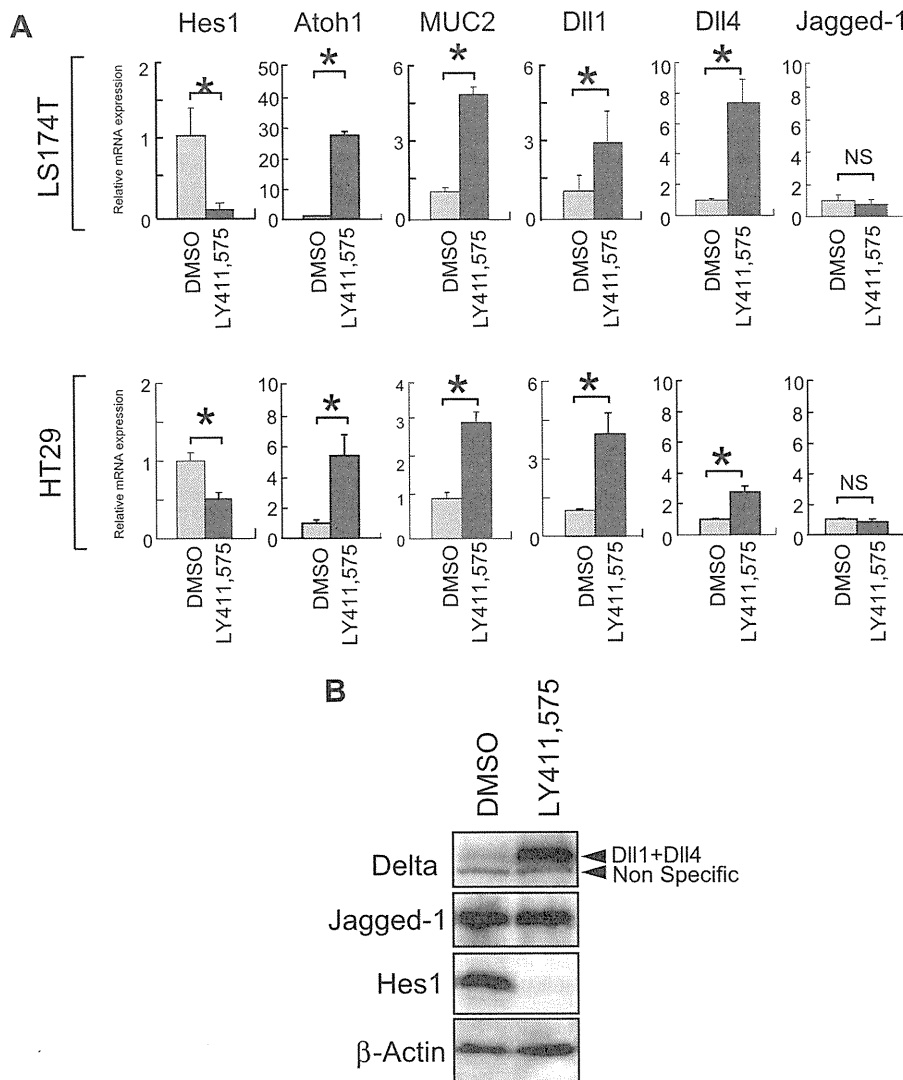 A
Hes1 Atoh1 MUC2 Dll1 Dll4 Jagged-1
LS174T
Relative mRNA expression
2 1 0
*
50 40 30 20 10 0
*
6 3 0
*
6 3 0
*
10 8 6 4 2 0
*
10 8 6 4 2 0
NS
DMSO LY411,575 DMSO LY411,575 DMSO LY411,575 DMSO LY411,575 DMSO LY411,575 DMSO LY411,575
HT29
Relative mRNA expression
2 1 0
*
10 8 6 4 2 0
*
4 3 2 1 0
*
6 3 0
*
10 8 6 4 2 0
*
10 8 6 4 2 0
NS
DMSO LY411,575 DMSO LY411,575 DMSO LY411,575 DMSO LY411,575 DMSO LY411,575 DMSO LY411,575
B
DMSO LY411,575
Delta
Dll1+Dll4
Non Specific
Jagged-1
Hes1
β-Actin